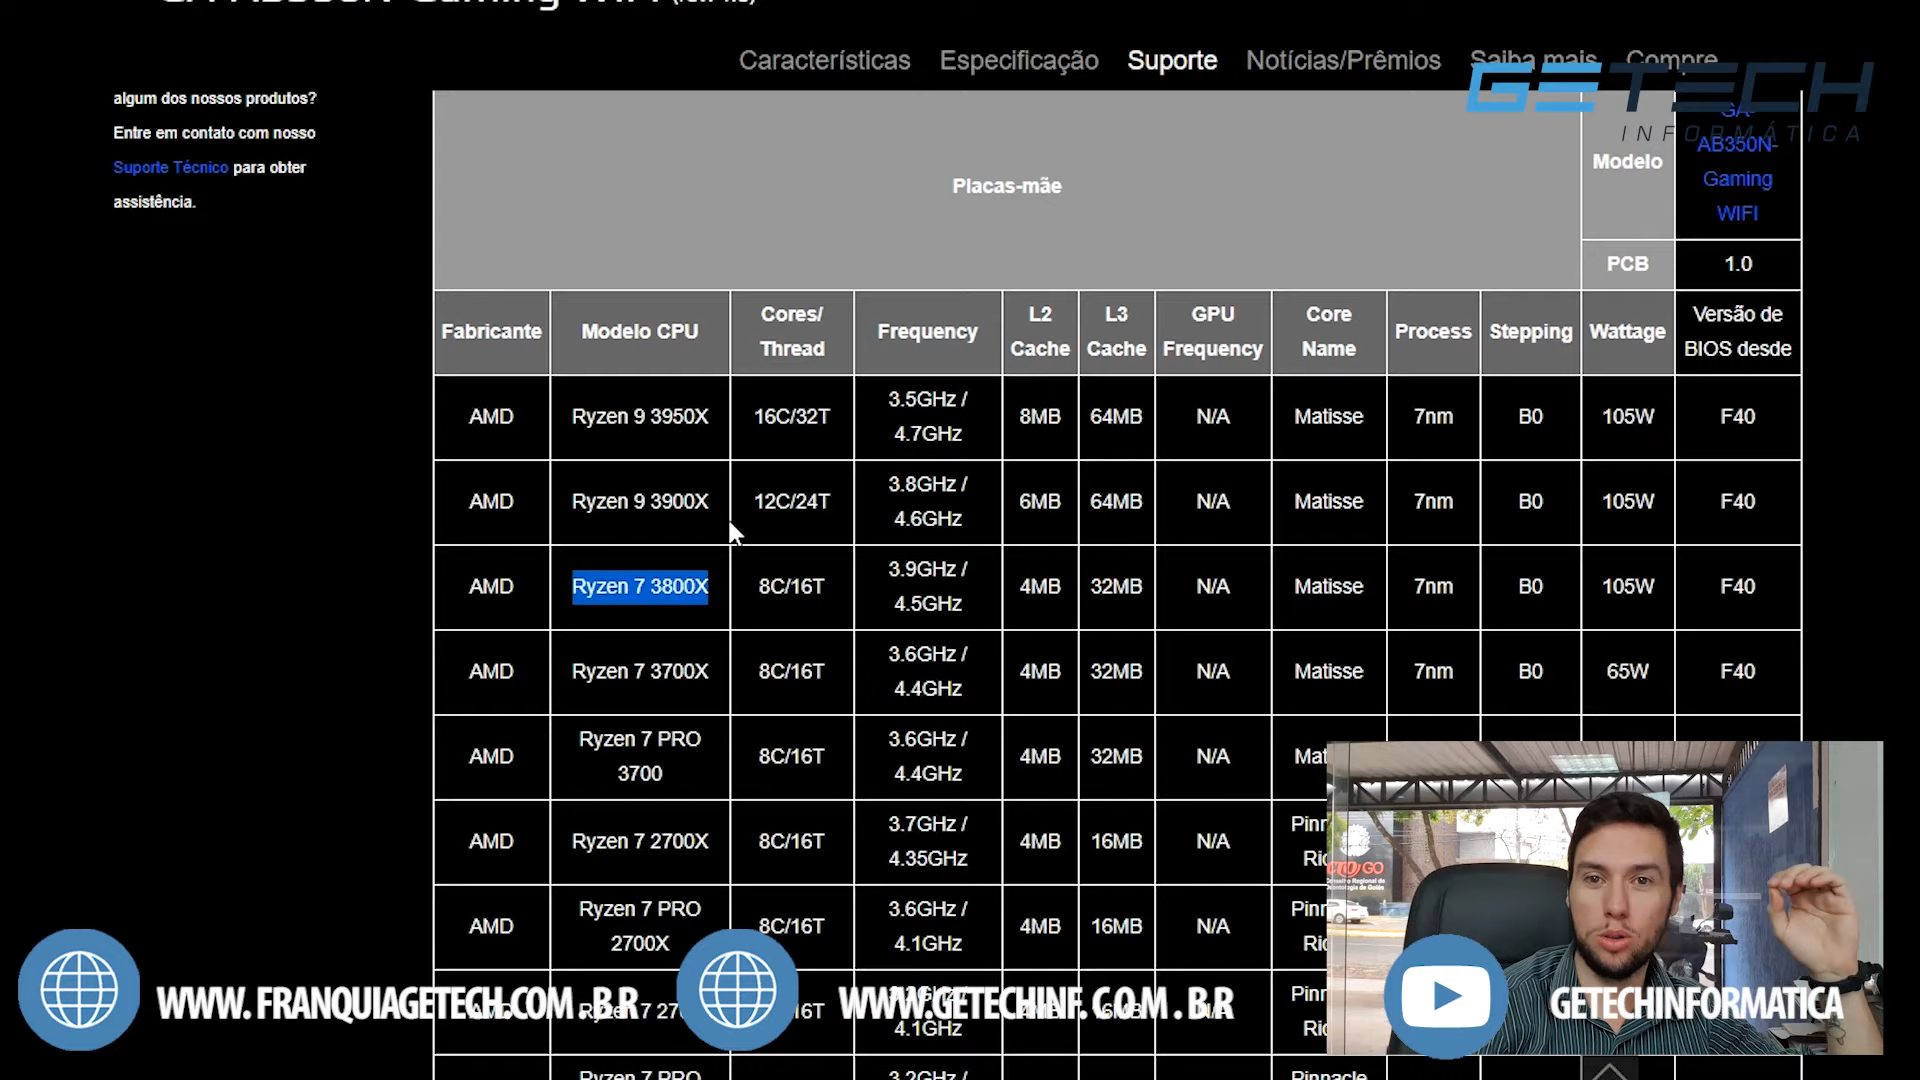 Características Especificação Suporte Notícias/Prêmios Saiba mais Compre
GETECH
INFORMÁTICA
algum dos nossos produtos?
Entre em contato com nosso
Suporte Técnico para obter
assistência.
Placas-mãe
Modelo
GA-
AB350N-
Gaming
WIFI
PCB 1.0
Fabricante Modelo CPU Cores/ Thread Frequency L2 Cache L3 Cache GPU Frequency Core Name Process Stepping Wattage Versão de BIOS desde
AMD Ryzen 9 3950X 16C/32T 3.5GHz / 4.7GHz 8MB 64MB N/A Matisse 7nm B0 105W F40
AMD Ryzen 9 3900X 12C/24T 3.8GHz / 4.6GHz 6MB 64MB N/A Matisse 7nm B0 105W F40
AMD Ryzen 7 3800X 8C/16T 3.9GHz / 4.5GHz 4MB 32MB N/A Matisse 7nm B0 105W F40
AMD Ryzen 7 3700X 8C/16T 3.6GHz / 4.4GHz 4MB 32MB N/A Matisse 7nm B0 65W F40
AMD Ryzen 7 PRO 3700 8C/16T 3.6GHz / 4.4GHz 4MB 32MB N/A Mat
AMD Ryzen 7 2700X 8C/16T 3.7GHz / 4.35GHz 4MB 16MB N/A Pinn
AMD Ryzen 7 PRO 2700X 8C/16T 3.6GHz / 4.1GHz 4MB 16MB N/A Pinn
4.1GHz Pinn
Ryzen 7 PRO 3.2GHz / Pinnacle
WWW.FRANQUIAGETECH.COM.BR
WWW.GETECHINF.COM.BR
GETECHINFORMATICA